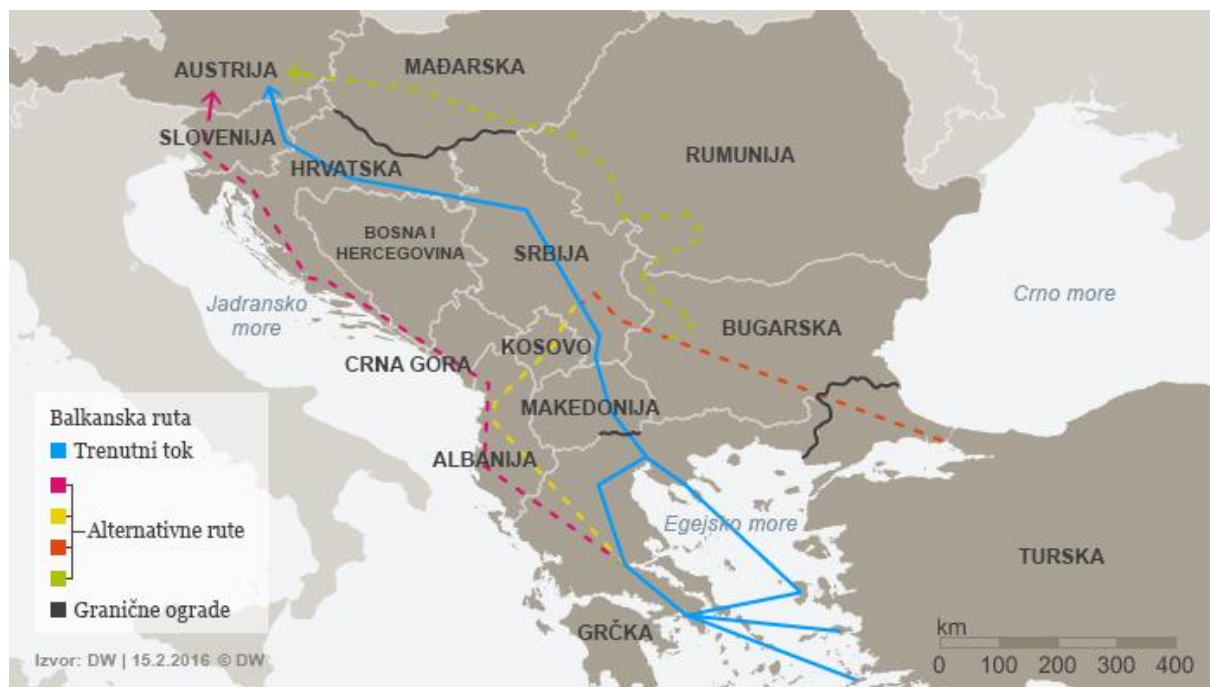 AUSTRIJA
MAĐARSKA
SLOVENIJA
HRVATSKA
RUMUNIJA
BOSNA I
HERCEGOVINA
SRBIJA
Jadransko
more
Crno more
BUGARSKA
KOSOVO
CRNA GORA
MAKEDONIJA
ALBANIJA
Egejsko more
TURSKA
GRČKA
Balkanska ruta
Trenutni tok
Alternativne rute
Granične ograde
Izvor: DW | 15.2.2016 © DW
km
0 100 200 300 400